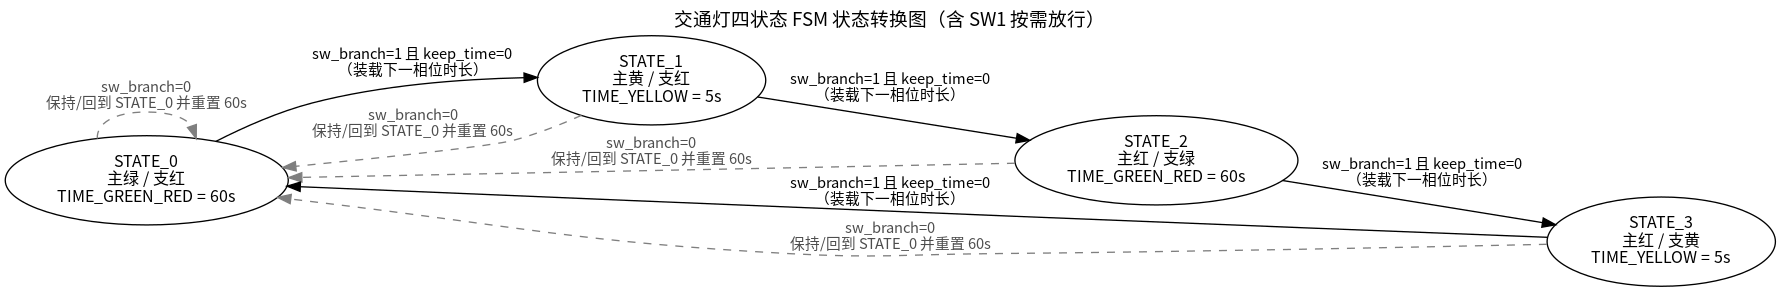 交通灯四状态 FSM 状态转换图（含 SW1 按需放行）
sw_branch=1 且 keep_time=0
（装载下一相位时长）
STATE_1
主黄 / 支红
TIME_YELLOW = 5s
sw_branch=1 且 keep_time=0
（装载下一相位时长）
sw_branch=0
保持/回到 STATE_0 并重置 60s
sw_branch=0
保持/回到 STATE_0 并重置 60s
sw_branch=0
保持/回到 STATE_0 并重置 60s
STATE_2
主红 / 支绿
TIME_GREEN_RED = 60s
sw_branch=1 且 keep_time=0
（装载下一相位时长）
STATE_0
主绿 / 支红
TIME_GREEN_RED = 60s
sw_branch=1 且 keep_time=0
（装载下一相位时长）
sw_branch=0
保持/回到 STATE_0 并重置 60s
STATE_3
主红 / 支黄
TIME_YELLOW = 5s